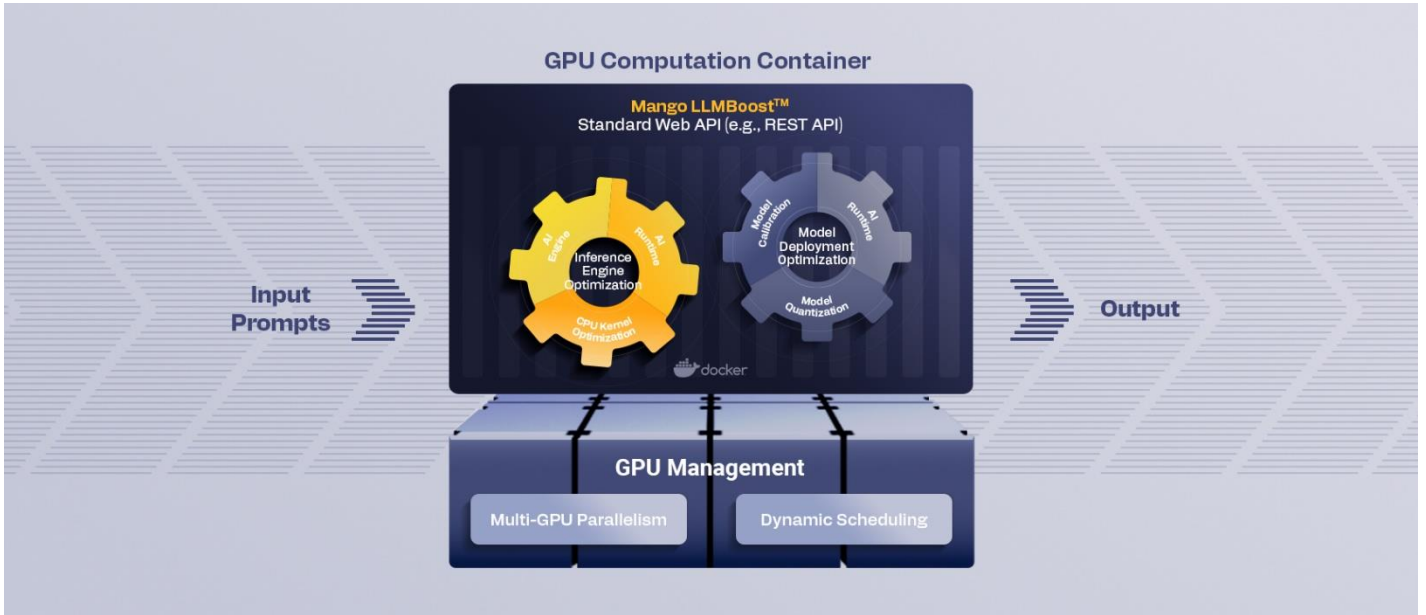 GPU Computation Container
Mango LLMBoost™
Standard Web API (e.g., REST API)
AI
Engine
AI
Runtime
Inference
Engine
Optimization
CPU Kernel
Optimization
Model
Calibration
AI
Runtime
Model
Deployment
Optimization
Model
Quantization
docker
Input
Prompts
Output
GPU Management
Multi-GPU Parallelism
Dynamic Scheduling